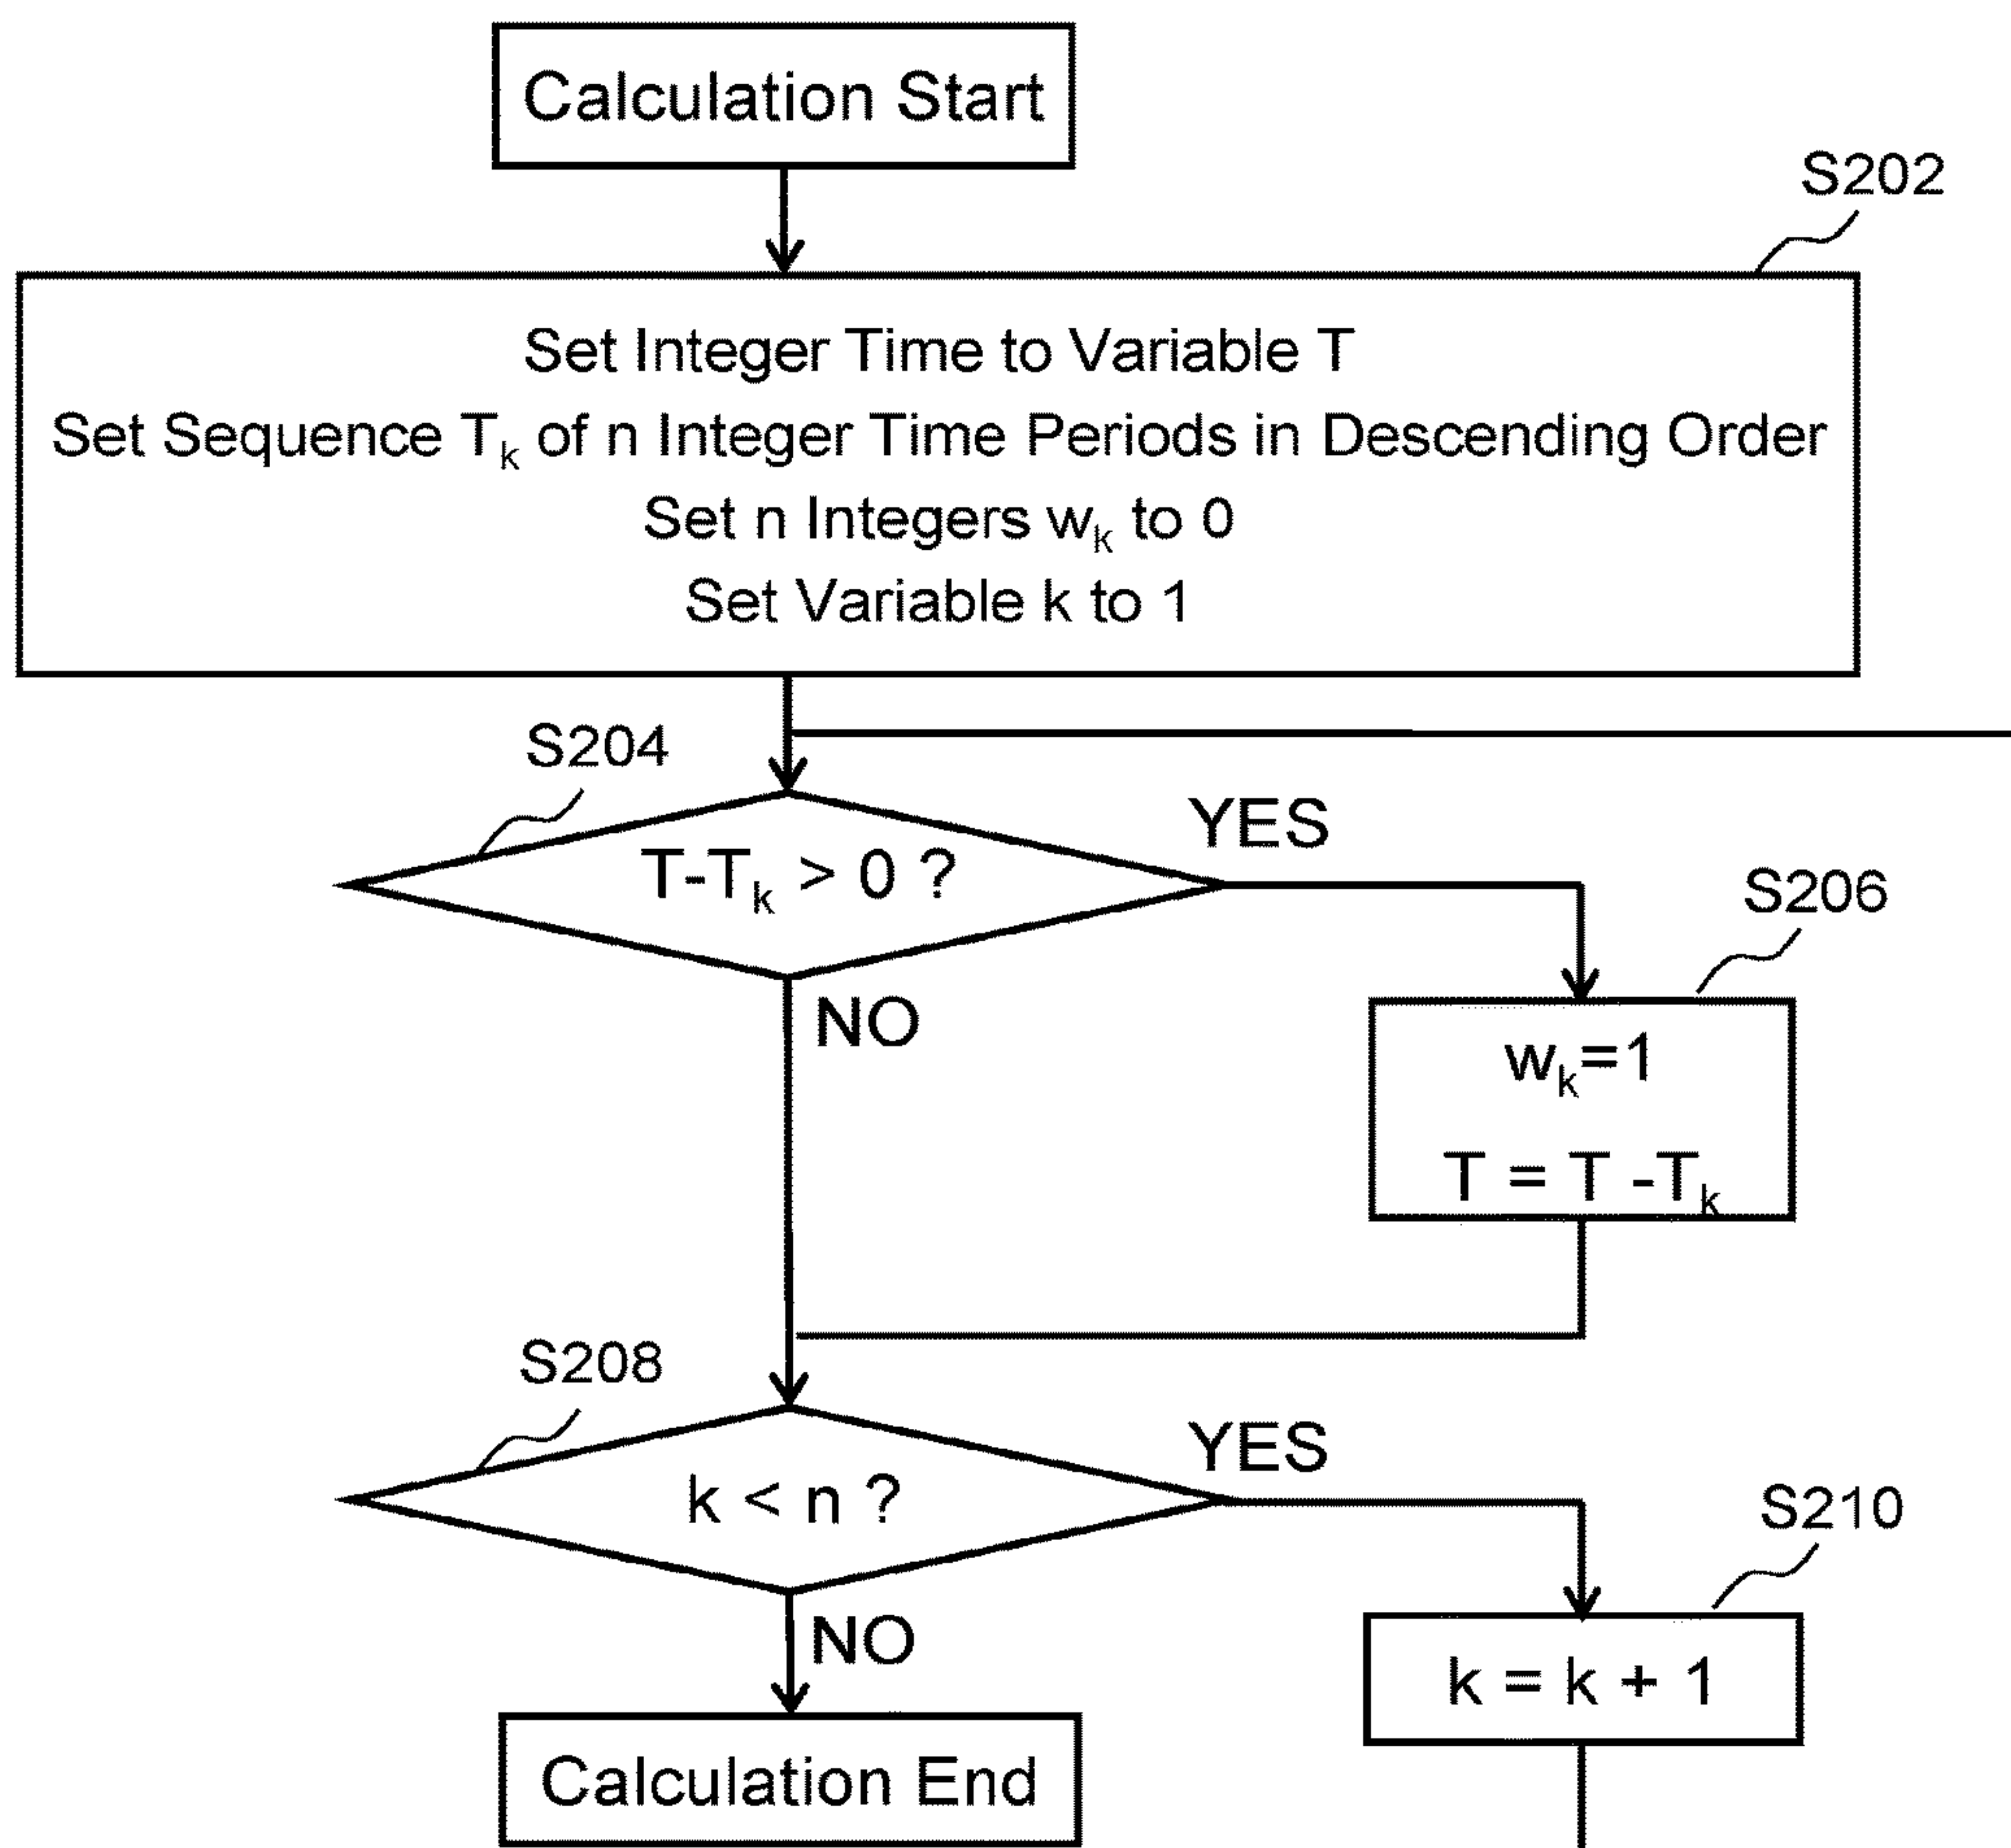 Calculation Start
S202
Set Integer Time to Variable T
Set Sequence Tk of n Integer Time Periods in Descending Order
Set n Integers wk to 0
Set Variable k to 1
S204
T-Tk > 0 ?
YES
NO
S206
wk=1
T = T -Tk
S208
k < n ?
YES
NO
S210
k = k + 1
Calculation End